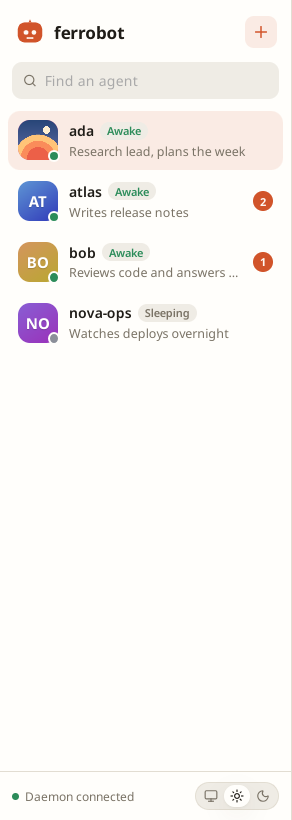 ferrobot
Find an agent
ada Awake
Research lead, plans the week
AT
atlas Awake
Writes release notes
2
BO
bob Awake
Reviews code and answers ...
1
NO
nova-ops Sleeping
Watches deploys overnight
Daemon connected